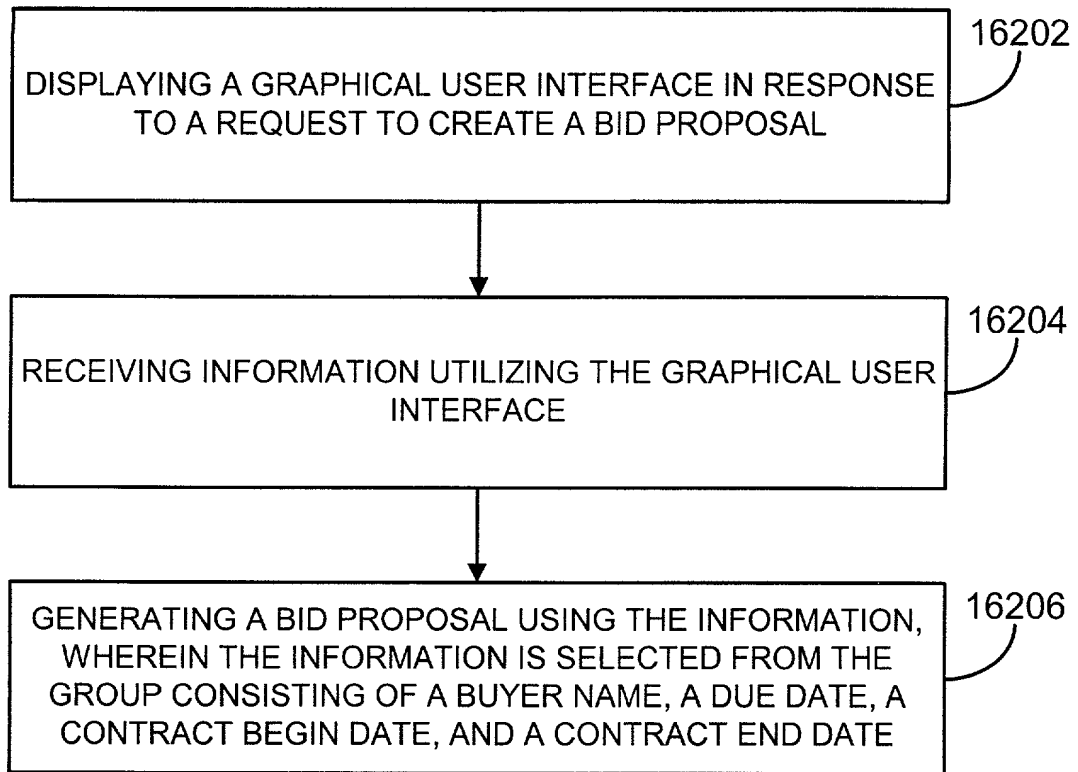 16202
DISPLAYING A GRAPHICAL USER INTERFACE IN RESPONSE
TO A REQUEST TO CREATE A BID PROPOSAL
16204
RECEIVING INFORMATION UTILIZING THE GRAPHICAL USER
INTERFACE
16206
GENERATING A BID PROPOSAL USING THE INFORMATION,
WHEREIN THE INFORMATION IS SELECTED FROM THE
GROUP CONSISTING OF A BUYER NAME, A DUE DATE, A
CONTRACT BEGIN DATE, AND A CONTRACT END DATE